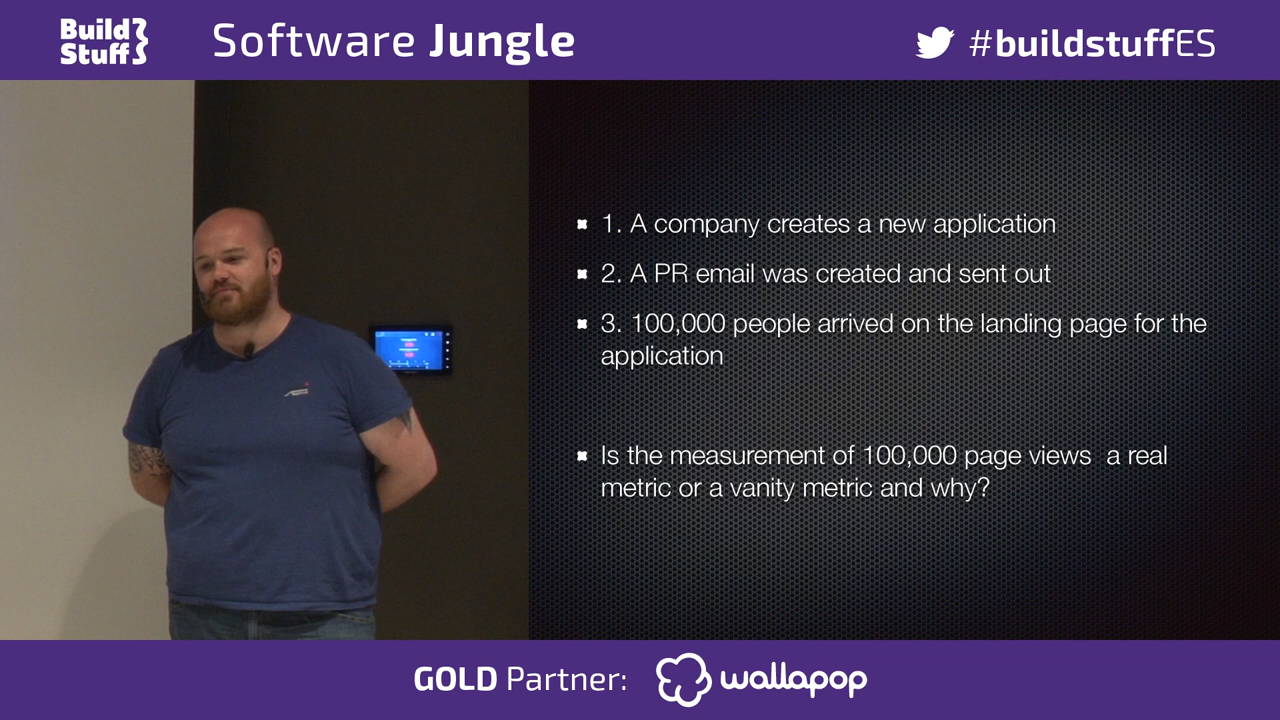 Build
Stuff
Software Jungle
#buildstuffES
1. A company creates a new application
2. A PR email was created and sent out
3. 100,000 people arrived on the landing page for the
application
Is the measurement of 100,000 page views a real
metric or a vanity metric and why?
GOLD Partner:
wallapop